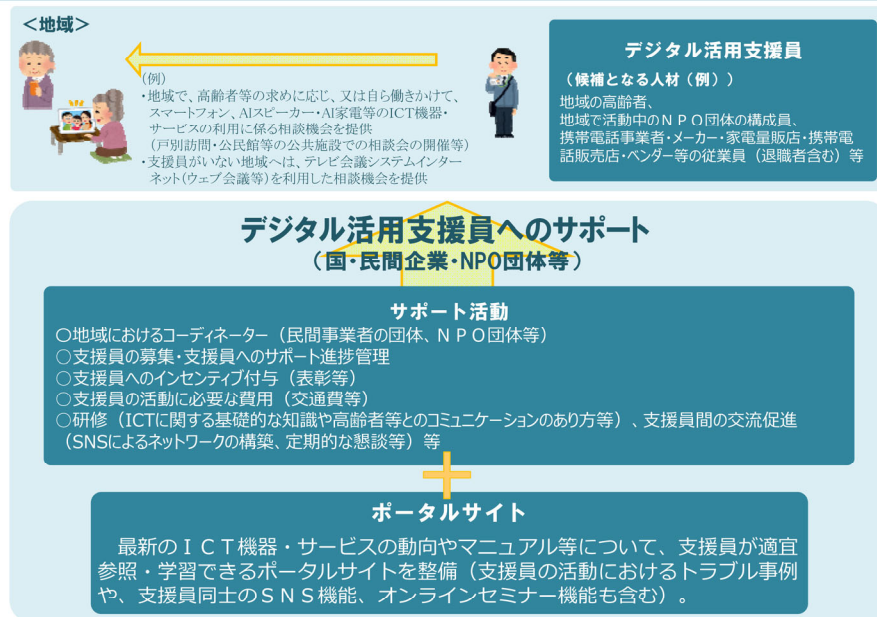 <地域>
(例)
・地域で、高齢者等の求めに応じ、又は自ら働きかけて、
スマートフォン、AIスピーカー・AI家電等のICT機器・
サービスの利用に係る相談機会を提供
(戸別訪問・公民館等の公共施設での相談会の開催等)
・支援員がいない地域へは、テレビ会議システムインター
ネット(ウェブ会議等)を利用した相談機会を提供
デジタル活用支援員
(候補となる人材(例))
地域の高齢者、
地域で活動中のNPO団体の構成員、
携帯電話事業者・メーカー・家電量販店・携帯電
話販売店・ベンダー等の従業員(退職者含む)等
デジタル活用支援員へのサポート
(国・民間企業・NPO団体等)
サポート活動
○地域におけるコーディネーター(民間事業者の団体、NPO団体等)
○支援員の募集・支援員へのサポート進捗管理
○支援員へのインセンティブ付与(表彰等)
○支援員の活動に必要な費用(交通費等)
○研修(ICTに関する基礎的な知識や高齢者等とのコミュニケーションのあり方等)、支援員間の交流促進
(SNSによるネットワークの構築、定期的な懇談等)等
ポータルサイト
最新のICT機器・サービスの動向やマニュアル等について、支援員が適宜
参照・学習できるポータルサイトを整備(支援員の活動におけるトラブル事例
や、支援員同士のSNS機能、オンラインセミナー機能も含む)。